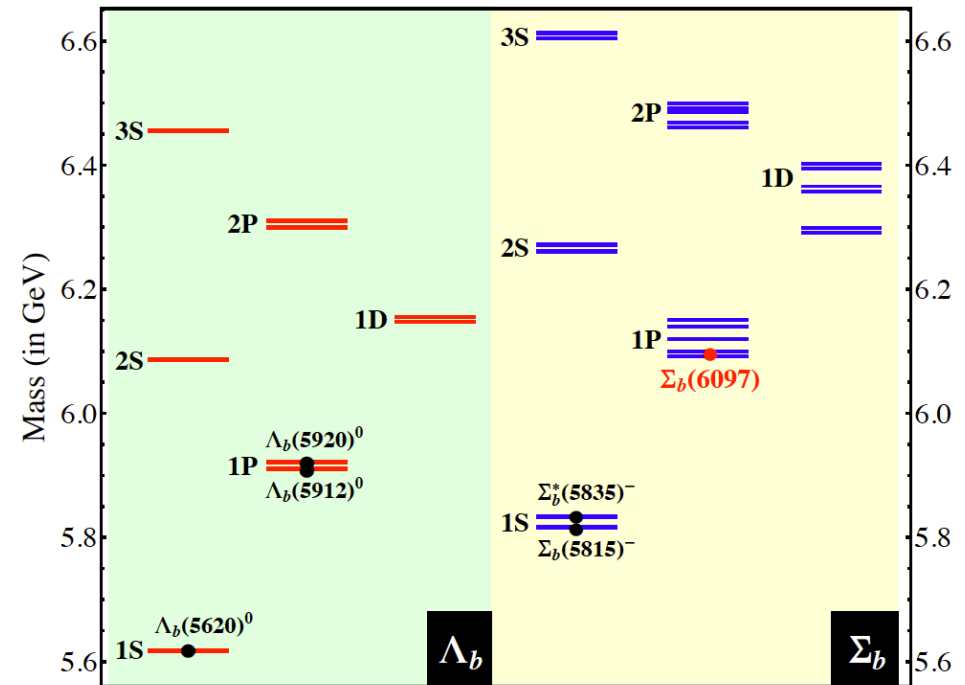 Mass (in GeV)
6.6
6.4
6.2
6.0
5.8
5.6
3S
2P
1D
2S
Λb(5920)⁰
1P
Λb(5912)⁰
Λb(5620)⁰
1S
Λb
3S
2P
1D
2S
1P
Σb(6097)
Σ*b(5835)⁻
1S
Σb(5815)⁻
Σb
6.6
6.4
6.2
6.0
5.8
5.6